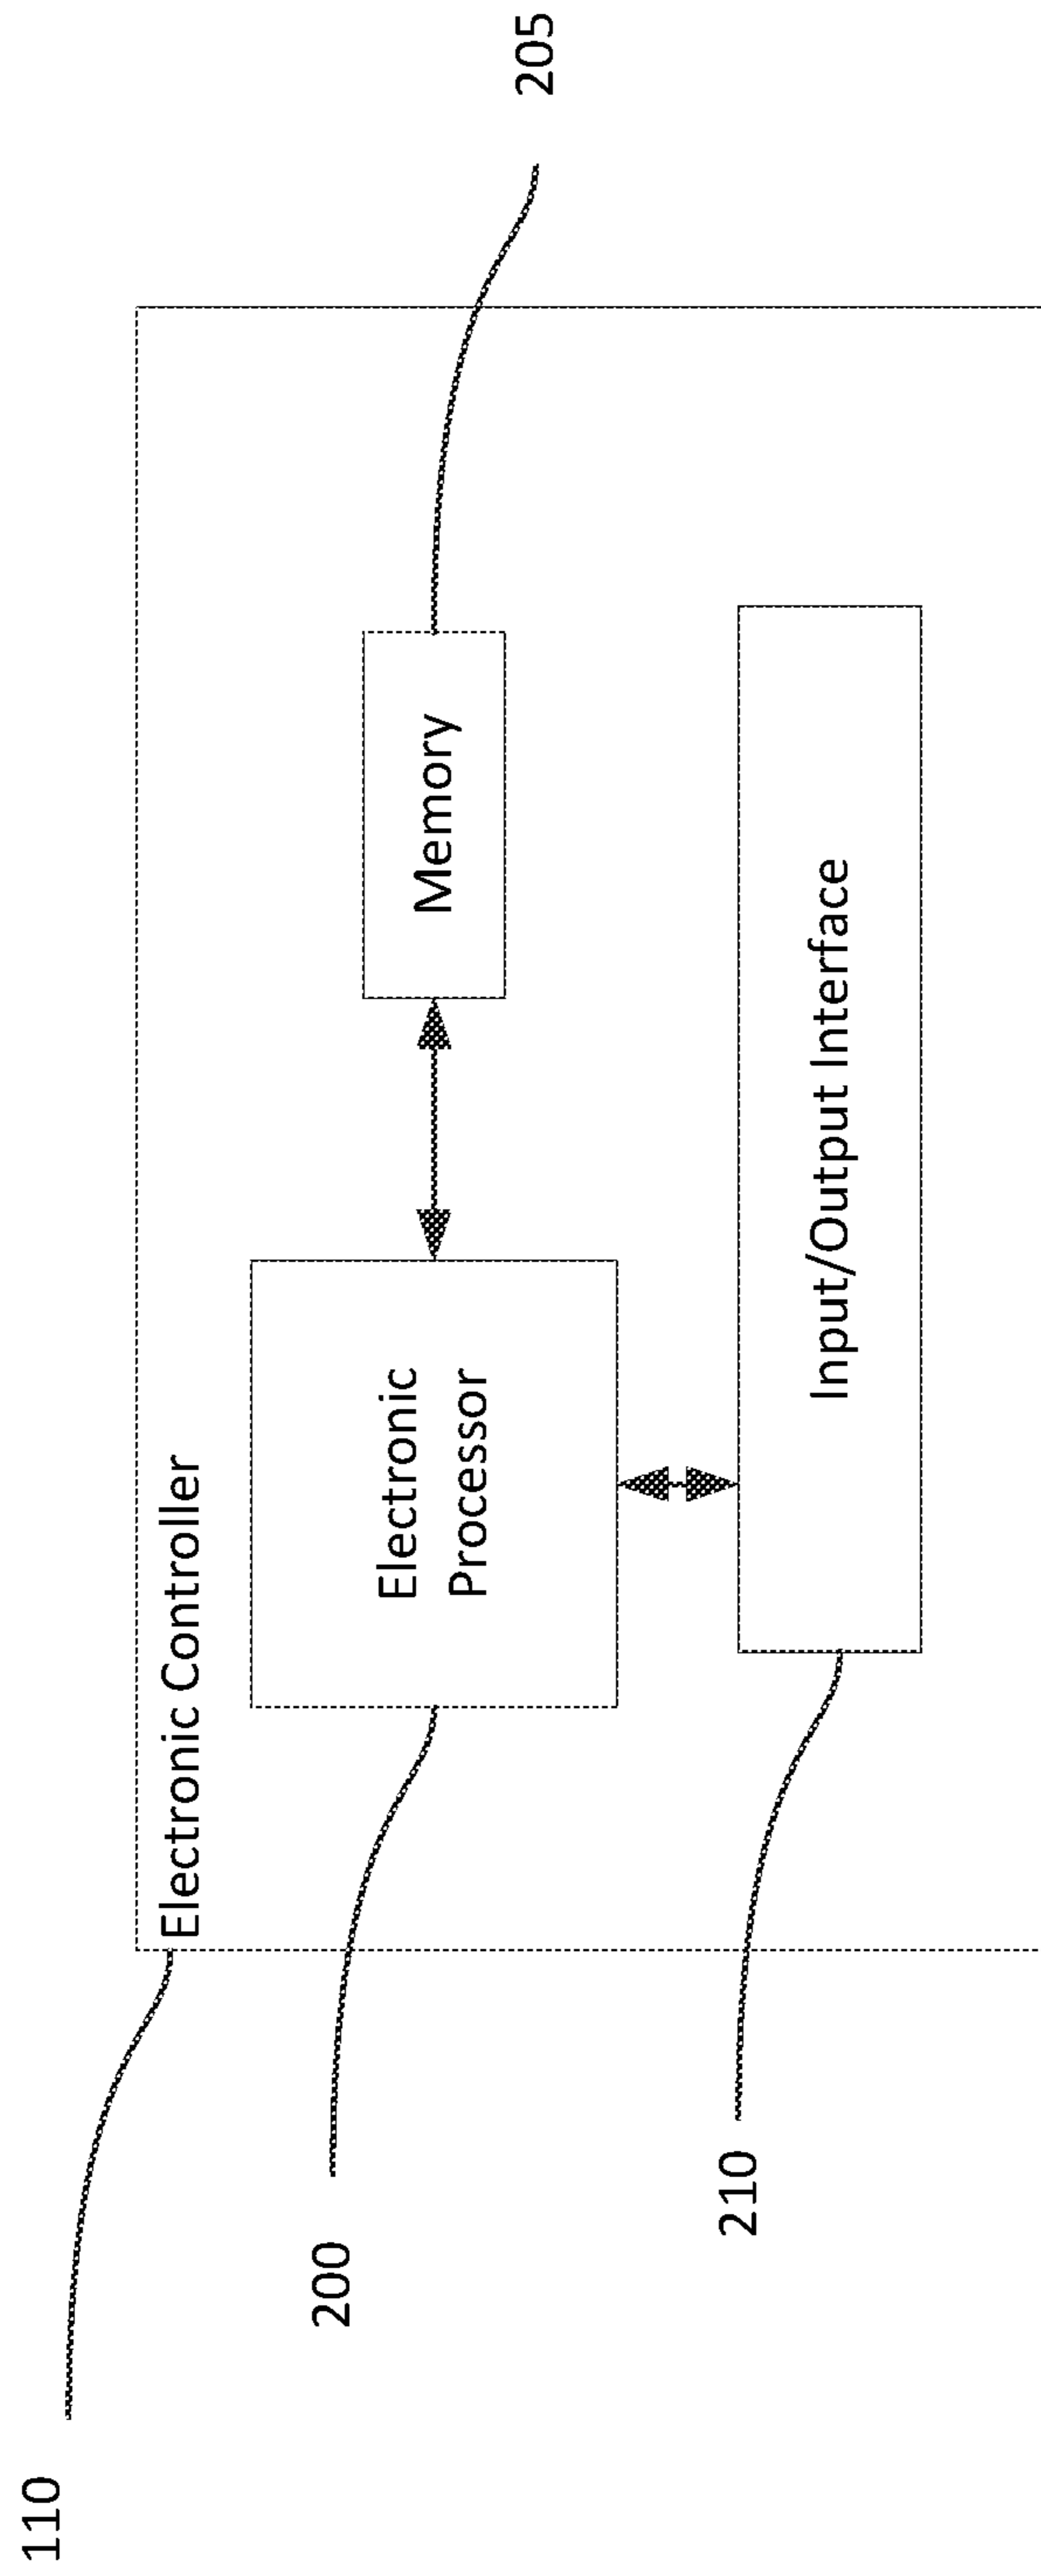 110
Electronic Controller
200
Electronic
Processor
Memory
205
210
Input/Output Interface